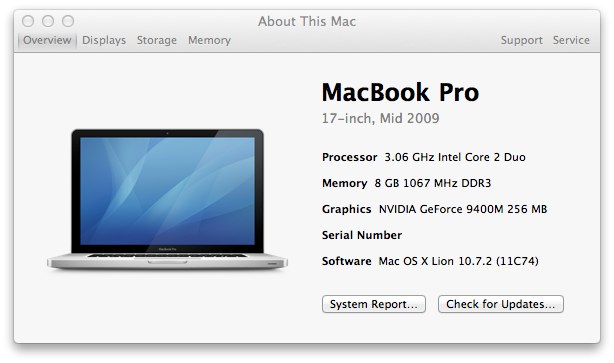 About This Mac
Overview Displays Storage Memory Support Service
MacBook Pro
17-inch, Mid 2009
Processor 3.06 GHz Intel Core 2 Duo
Memory 8 GB 1067 MHz DDR3
Graphics NVIDIA GeForce 9400M 256 MB
Serial Number
Software Mac OS X Lion 10.7.2 (11C74)
System Report... Check for Updates...